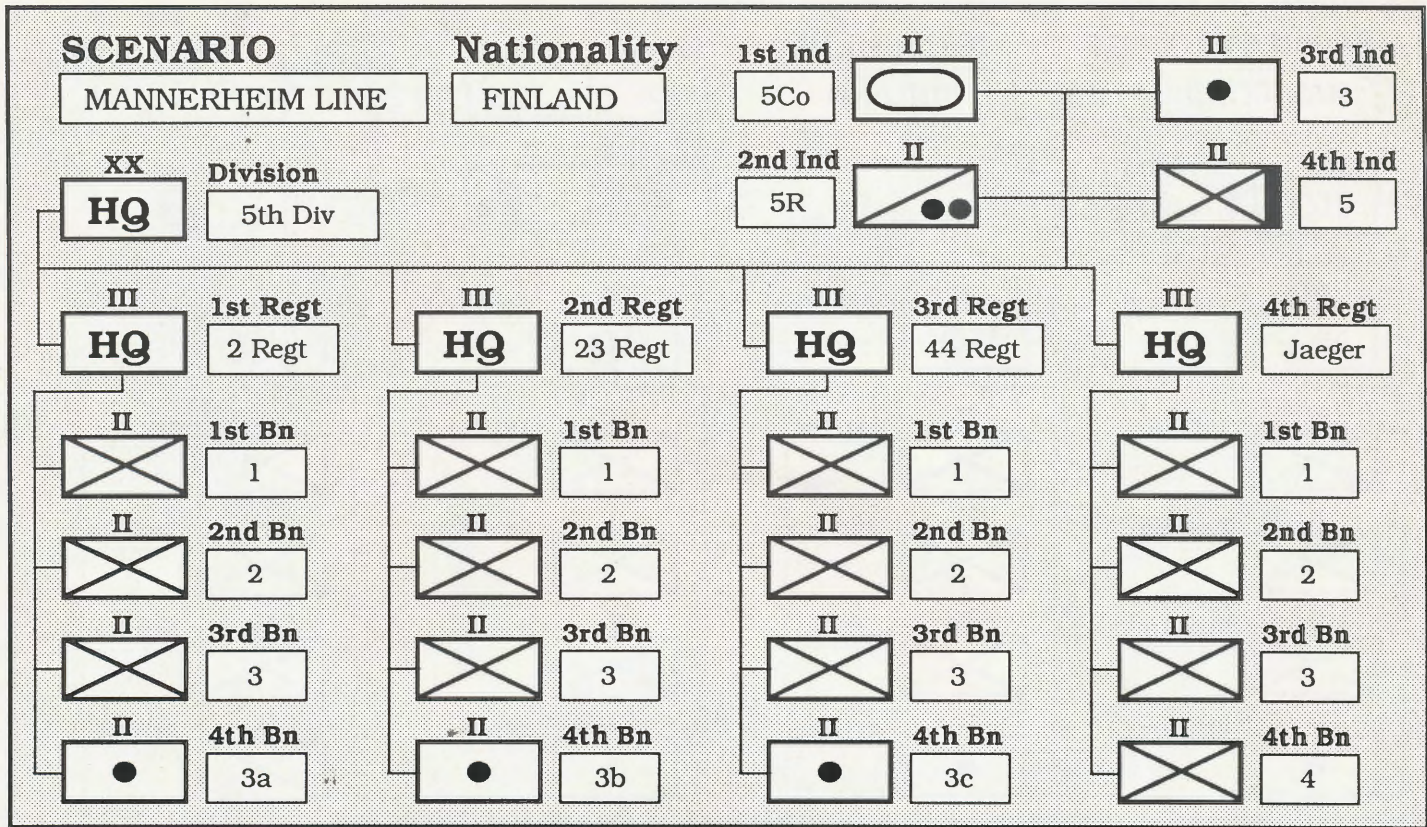 SCENARIO Nationality 1st Ind II II 3rd Ind
MANNERHEIM LINE FINLAND 5Co 3
XX Division 2nd Ind II II 4th Ind
HQ 5th Div 5R 5
III 1st Regt III 2nd Regt III 3rd Regt III 4th Regt
HQ 2 Regt HQ 23 Regt HQ 44 Regt HQ Jaeger
II 1st Bn II 1st Bn II 1st Bn II 1st Bn
1 1 1 1
II 2nd Bn II 2nd Bn II 2nd Bn II 2nd Bn
2 2 2 2
II 3rd Bn II 3rd Bn II 3rd Bn II 3rd Bn
3 3 3 3
II 4th Bn II 4th Bn II 4th Bn II 4th Bn
3a 3b 3c 4